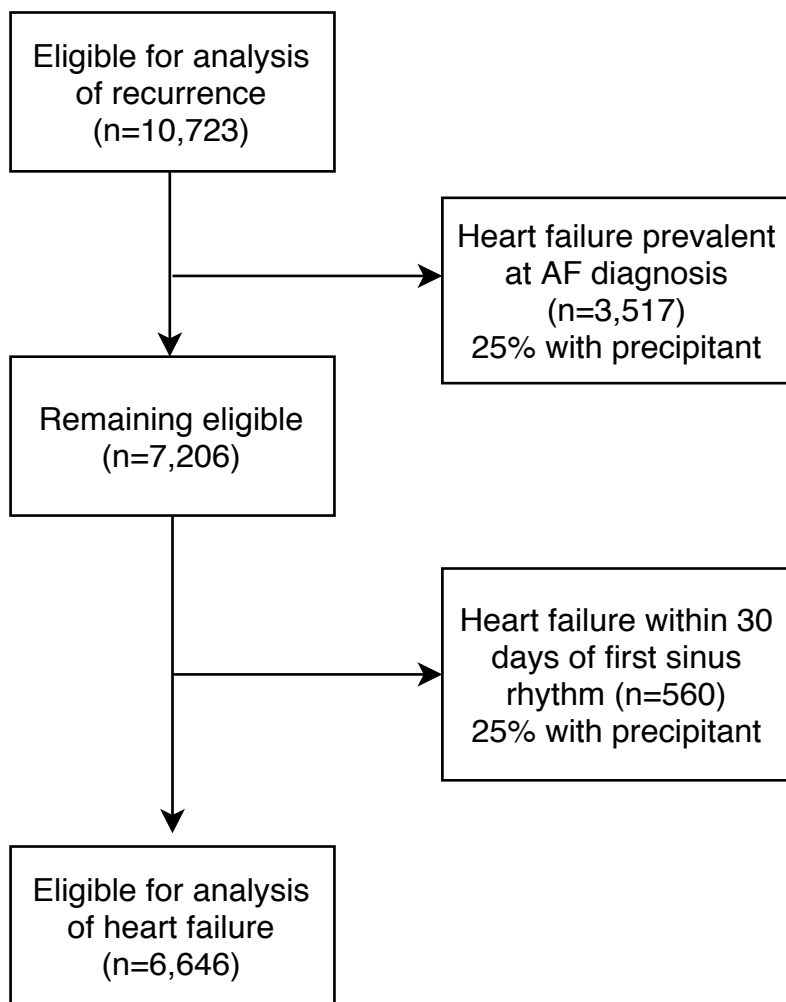 Eligible for analysis
of recurrence
(n=10,723)
Heart failure prevalent
at AF diagnosis
(n=3,517)
25% with precipitant
Remaining eligible
(n=7,206)
Heart failure within 30
days of first sinus
rhythm (n=560)
25% with precipitant
Eligible for analysis
of heart failure
(n=6,646)